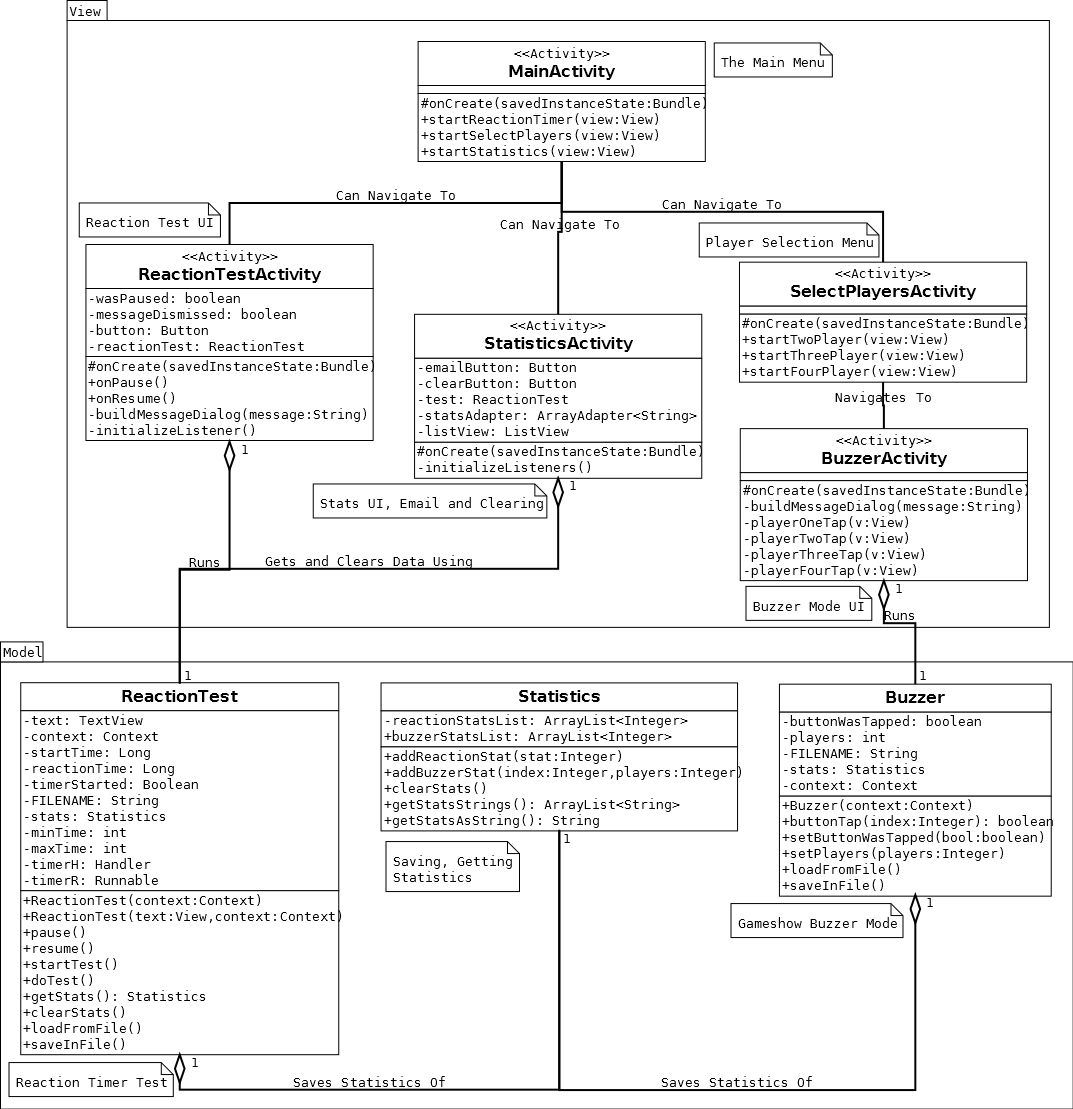 View
<<Activity>>
MainActivity
#onCreate(savedInstanceState:Bundle)
+startReactionTimer(view:View)
+startSelectPlayers(view:View)
+startStatistics(view:View)
The Main Menu
Can Navigate To
Can Navigate To
Can Navigate To
Reaction Test UI
<<Activity>>
ReactionTestActivity
-wasPaused: boolean
-messageDismissed: boolean
-button: Button
-reactionTest: ReactionTest
#onCreate(savedInstanceState:Bundle)
+onPause()
+onResume()
-buildMessageDialog(message:String)
-initializeListener()
1
<<Activity>>
StatisticsActivity
-emailButton: Button
-clearButton: Button
-test: ReactionTest
-statsAdapter: ArrayAdapter<String>
-listView: ListView
#onCreate(savedInstanceState:Bundle)
-initializeListeners()
1
Stats UI, Email and Clearing
Player Selection Menu
<<Activity>>
SelectPlayersActivity
#onCreate(savedInstanceState:Bundle)
+startTwoPlayer(view:View)
+startThreePlayer(view:View)
+startFourPlayer(view:View)
Navigates To
<<Activity>>
BuzzerActivity
#onCreate(savedInstanceState:Bundle)
-buildMessageDialog(message:String)
-playerOneTap(v:View)
-playerTwoTap(v:View)
-playerThreeTap(v:View)
-playerFourTap(v:View)
1
Buzzer Mode UI
Runs
Runs
Gets and Clears Data Using
Model
1
ReactionTest
-text: TextView
-context: Context
-startTime: Long
-reactionTime: Long
-timerStarted: Boolean
-FILENAME: String
-stats: Statistics
-minTime: int
-maxTime: int
-timerH: Handler
-timerR: Runnable
+ReactionTest(context:Context)
+ReactionTest(text:View,context:Context)
+pause()
+resume()
+startTest()
+doTest()
+getStats(): Statistics
+clearStats()
+loadFromFile()
+saveInFile()
1
Reaction Timer Test
Statistics
-reactionStatsList: ArrayList<Integer>
+buzzerStatsList: ArrayList<Integer>
+addReactionStat(stat:Integer)
+addBuzzerStat(index:Integer,players:Integer)
+clearStats()
+getStatsStrings(): ArrayList<String>
+getStatsAsString(): String
1
Saving, Getting
Statistics
1
Buzzer
-buttonWasTapped: boolean
-players: int
-FILENAME: String
-stats: Statistics
-context: Context
+Buzzer(context:Context)
+buttonTap(index:Integer): boolean
+setButtonWasTapped(bool:boolean)
+setPlayers(players:Integer)
+loadFromFile()
+saveInFile()
1
Gameshow Buzzer Mode
Saves Statistics Of
Saves Statistics Of